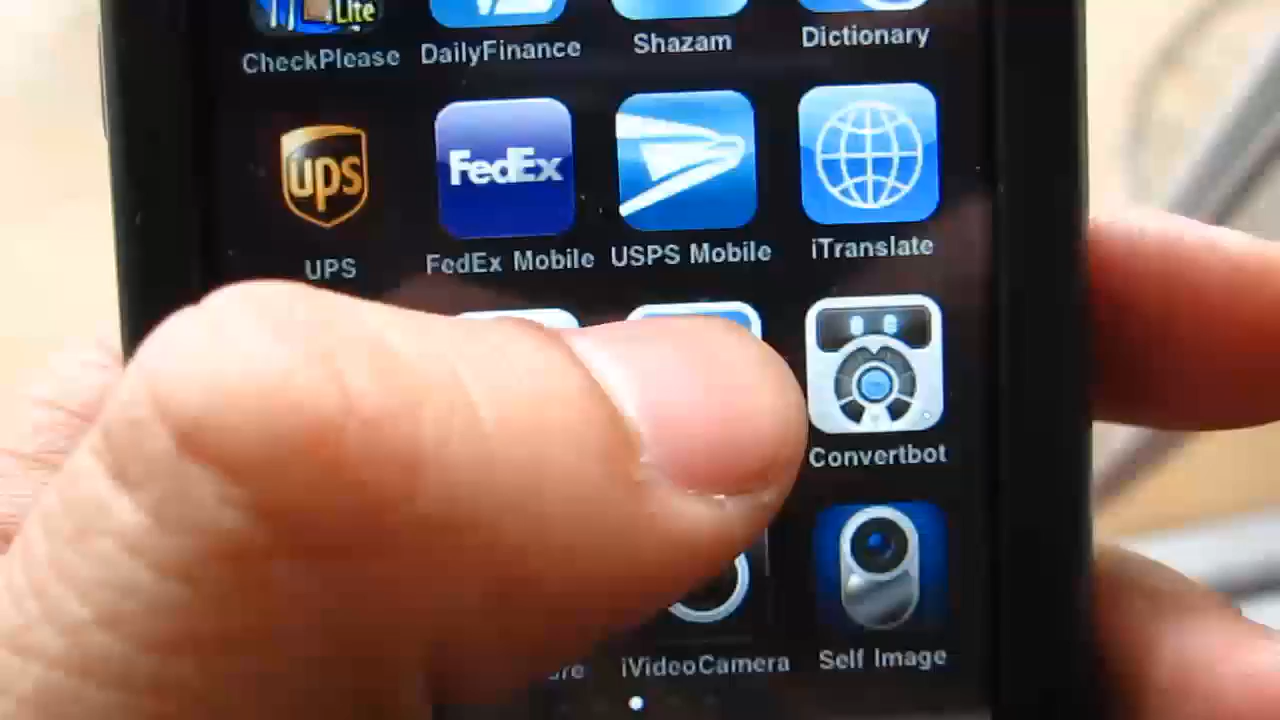 Lite
CheckPlease DailyFinance Shazam Dictionary
ups FedEx
UPS FedEx Mobile USPS Mobile iTranslate
Convertbot
iVideoCamera Self Image